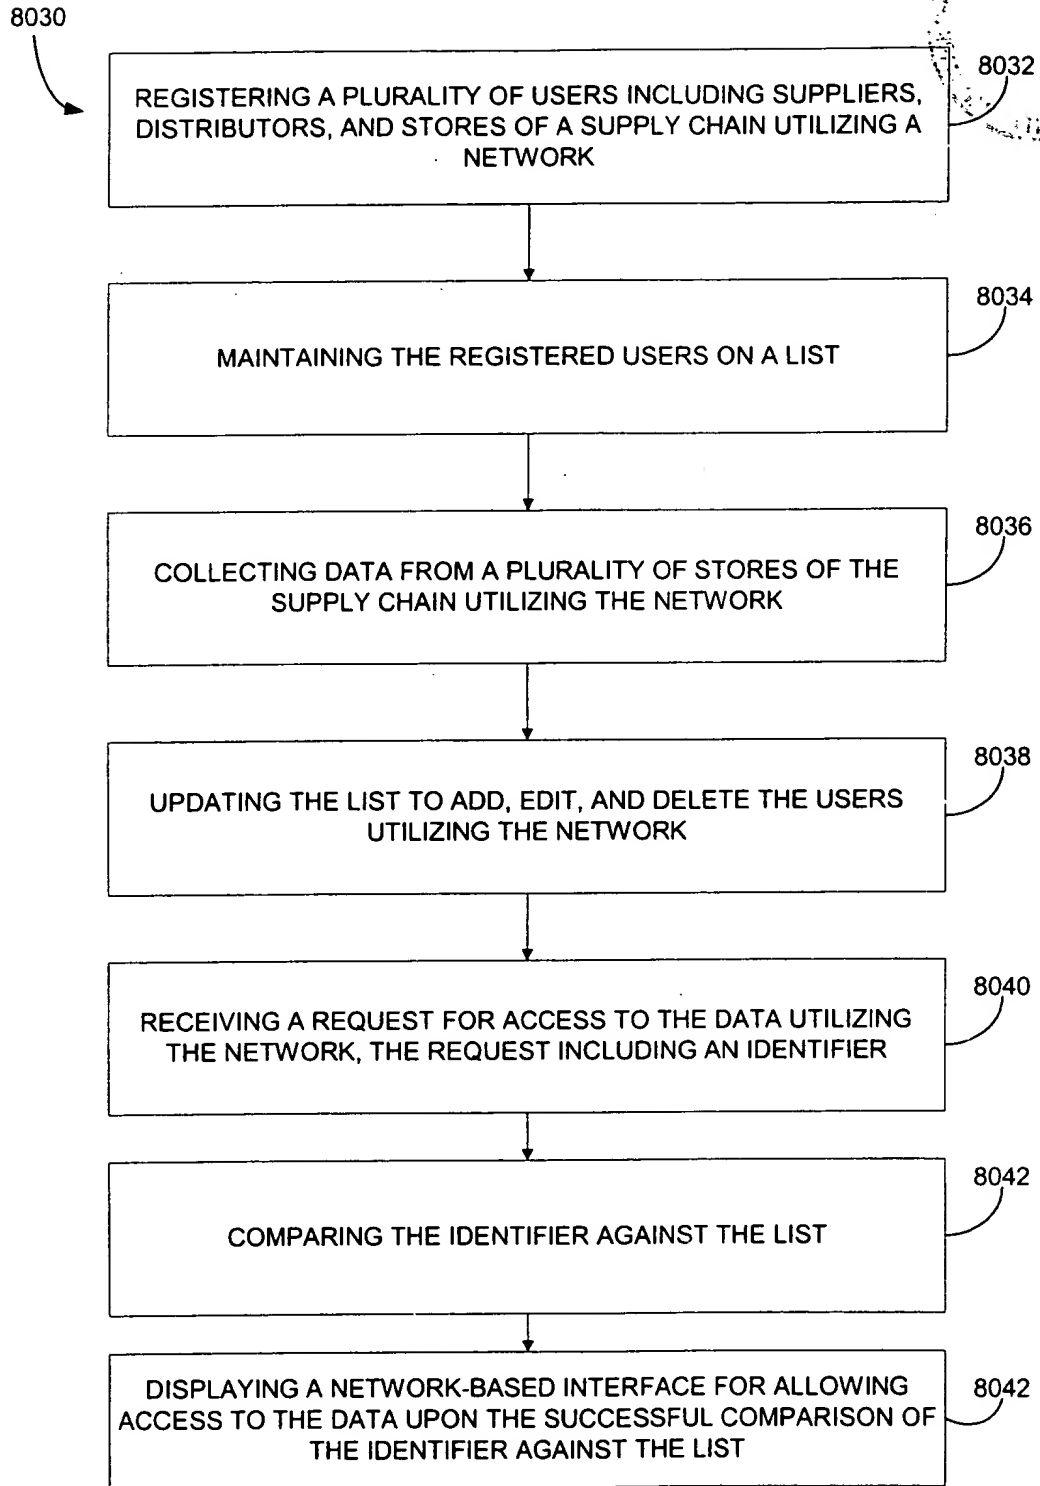 8030
REGISTERING A PLURALITY OF USERS INCLUDING SUPPLIERS,
DISTRIBUTORS, AND STORES OF A SUPPLY CHAIN UTILIZING A
NETWORK
8032
MAINTAINING THE REGISTERED USERS ON A LIST
8034
COLLECTING DATA FROM A PLURALITY OF STORES OF THE
SUPPLY CHAIN UTILIZING THE NETWORK
8036
UPDATING THE LIST TO ADD, EDIT, AND DELETE THE USERS
UTILIZING THE NETWORK
8038
RECEIVING A REQUEST FOR ACCESS TO THE DATA UTILIZING
THE NETWORK, THE REQUEST INCLUDING AN IDENTIFIER
8040
COMPARING THE IDENTIFIER AGAINST THE LIST
8042
DISPLAYING A NETWORK-BASED INTERFACE FOR ALLOWING
ACCESS TO THE DATA UPON THE SUCCESSFUL COMPARISON OF
THE IDENTIFIER AGAINST THE LIST
8042